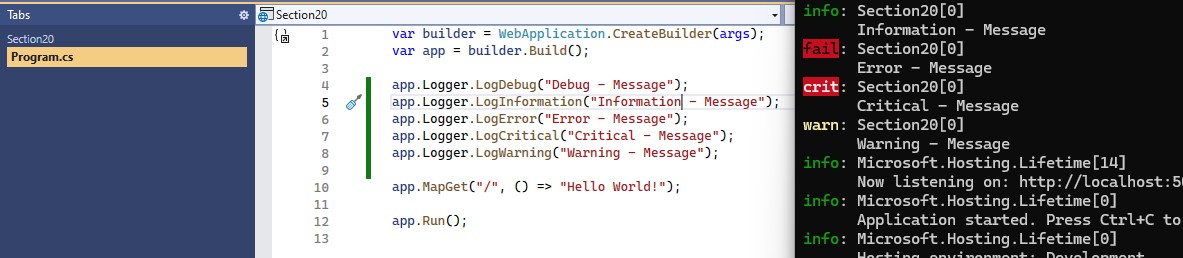 Tabs
Section20
Program.cs
Section20
1 var builder = WebApplication.CreateBuilder(args);
2 var app = builder.Build();
3
4 app.Logger.LogDebug("Debug - Message");
5 app.Logger.LogInformation("Information - Message");
6 app.Logger.LogError("Error - Message");
7 app.Logger.LogCritical("Critical - Message");
8 app.Logger.LogWarning("Warning - Message");
9
10 app.MapGet("/", () => "Hello World!");
11
12 app.Run();
13
info: Section20[0]
Information - Message
fail: Section20[0]
Error - Message
crit: Section20[0]
Critical - Message
warn: Section20[0]
Warning - Message
info: Microsoft.Hosting.Lifetime[14]
Now listening on: http://localhost:50
info: Microsoft.Hosting.Lifetime[0]
Application started. Press Ctrl+C to
info: Microsoft.Hosting.Lifetime[0]
Hosting environment: Development